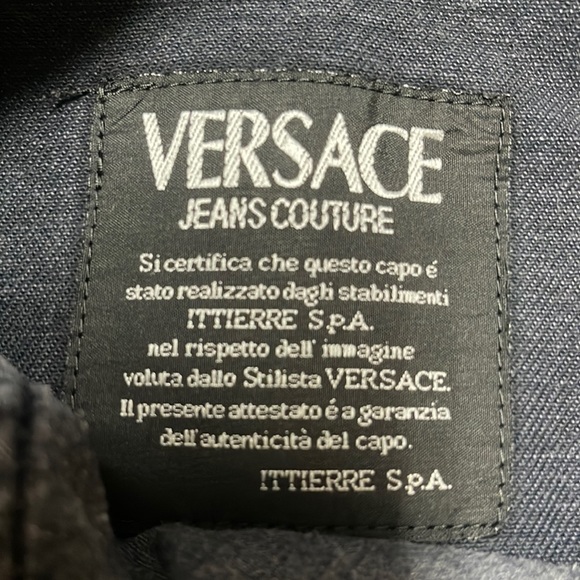 VERSACE
JEANS COUTURE
Si certifica che questo capo é
stato realizzato dagli stabilimenti
ITTIERRE S.p.A.
nel rispetto dell' immagine
voluta dallo Stilista VERSACE.
Il presente attestato é a garanzia
dell'autenticità del capo.
ITTIERRE S.p.A.